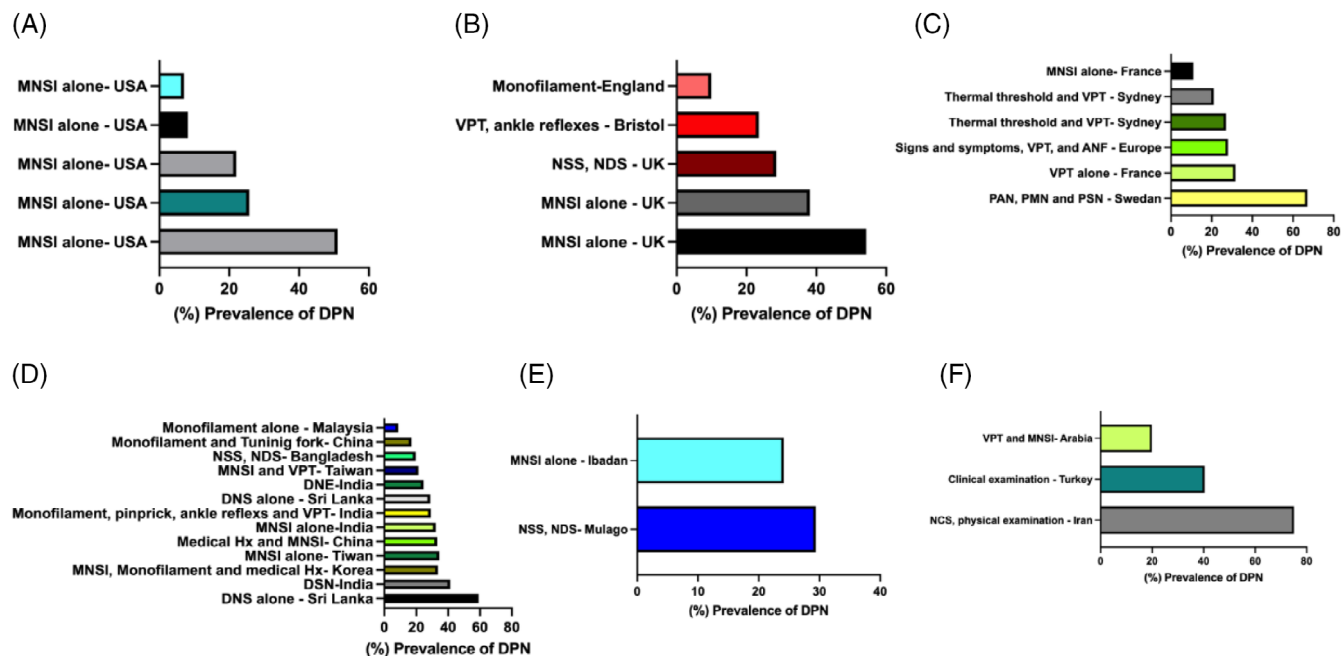 (A)
MNSI alone- USA
MNSI alone - USA
MNSI alone- USA
MNSI alone- USA
MNSI alone- USA
0 20 40 60
(%) Prevalence of DPN
(B)
Monofilament-England
VPT, ankle reflexes - Bristol
NSS, NDS - UK
MNSI alone - UK
MNSI alone - UK
0 20 40 60
(%) Prevalence of DPN
(C)
MNSI alone- France
Thermal threshold and VPT - Sydney
Thermal threshold and VPT- Sydney
Signs and symptoms, VPT, and ANF - Europe
VPT alone - France
PAN, PMN and PSN - Swedan
0 20 40 60 80
(%) Prevalence of DPN
(D)
Monofilament alone - Malaysia
Monofilament and Tuninig fork- China
NSS, NDS- Bangladesh
MNSI and VPT- Taiwan
DNE-India
DNS alone - Sri Lanka
Monofilament, pinprick, ankle reflexs and VPT- India
MNSI alone-India
Medical Hx and MNSI- China
MNSI alone- Tiwan
MNSI, Monofilament and medical Hx- Korea
DSN-India
DNS alone - Sri Lanka
0 20 40 60 80
(%) Prevalence of DPN
(E)
MNSI alone - Ibadan
NSS, NDS- Mulago
0 10 20 30 40
(%) Prevalence of DPN
(F)
VPT and MNSI- Arabia
Clinical examination - Turkey
NCS, physical examination - Iran
0 20 40 60 80
(%) Prevalence of DPN